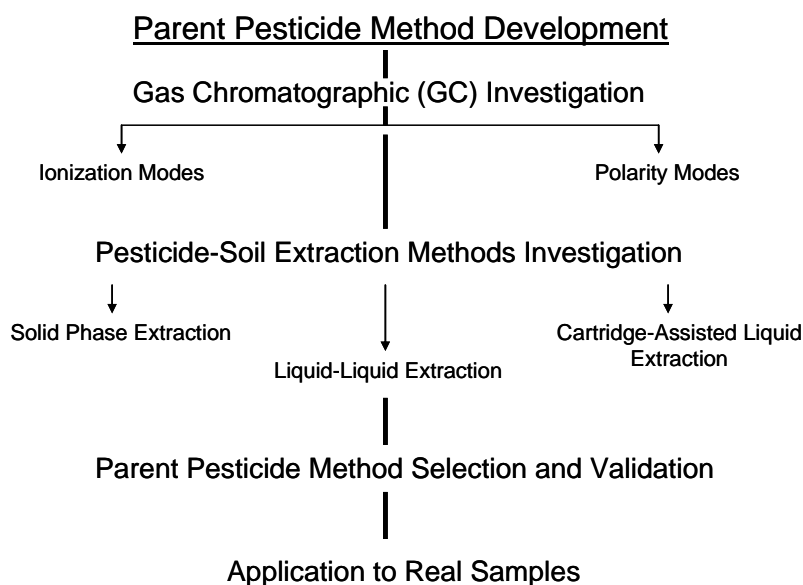 Parent Pesticide Method Development
Gas Chromatographic (GC) Investigation
Ionization Modes
Polarity Modes
Pesticide-Soil Extraction Methods Investigation
Solid Phase Extraction
Liquid-Liquid Extraction
Cartridge-Assisted Liquid
Extraction
Parent Pesticide Method Selection and Validation
Application to Real Samples